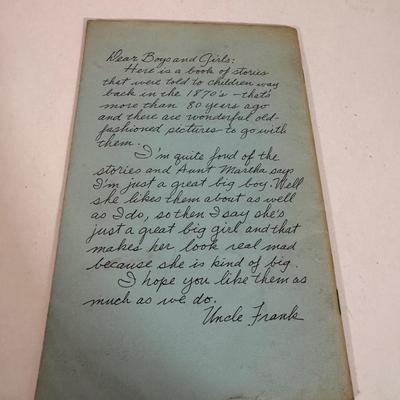 Dear Boys and Girls:
Here is a book of stories
that were told to children way
back in the 1870's - that's
more than 80 years ago
and there are wonderful old-
fashioned pictures to go with
them.
I'm quite fond of the
stories and Aunt Martha says
I'm just a great big boy. Well
she likes them about as well
as I do, so then I say she's
just a great big girl and that
makes her look real mad
because she is kind of big.
I hope you like them as
much as we do.
Uncle Frank